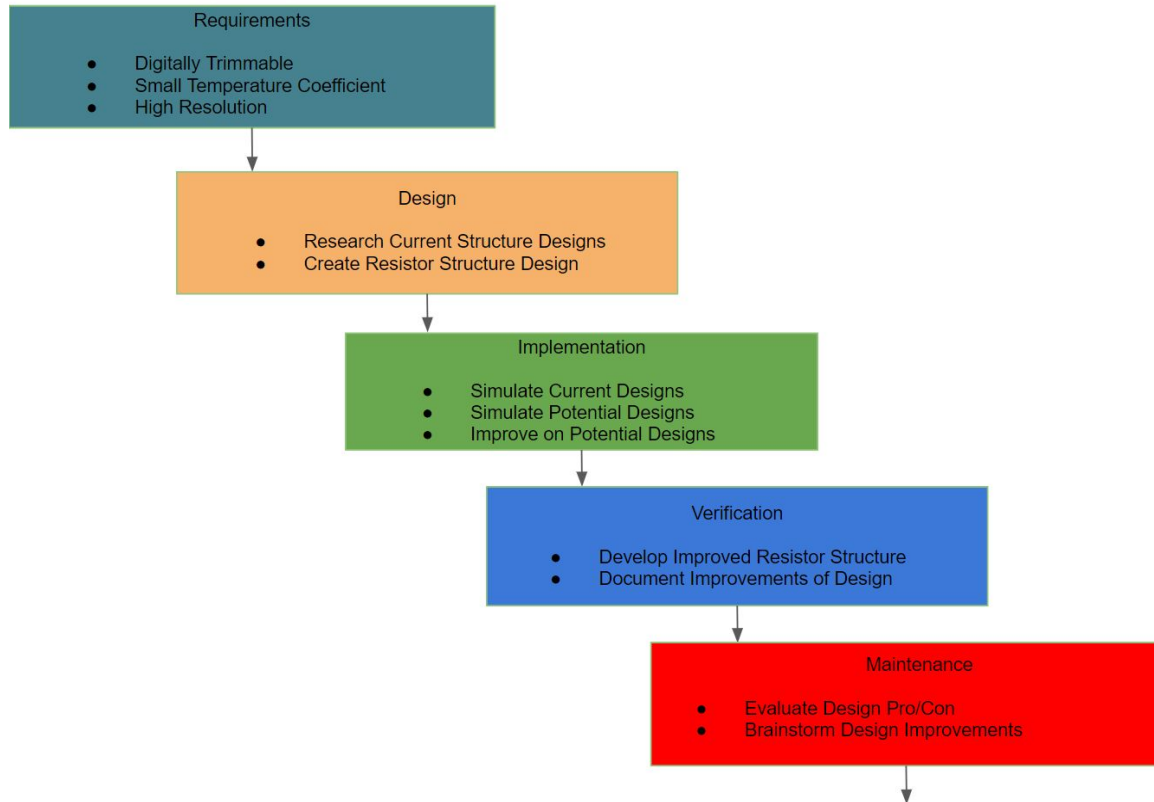 Requirements
● Digitally Trimmable
● Small Temperature Coefficient
● High Resolution
Design
● Research Current Structure Designs
● Create Resistor Structure Design
Implementation
● Simulate Current Designs
● Simulate Potential Designs
● Improve on Potential Designs
Verification
● Develop Improved Resistor Structure
● Document Improvements of Design
Maintenance
● Evaluate Design Pro/Con
● Brainstorm Design Improvements